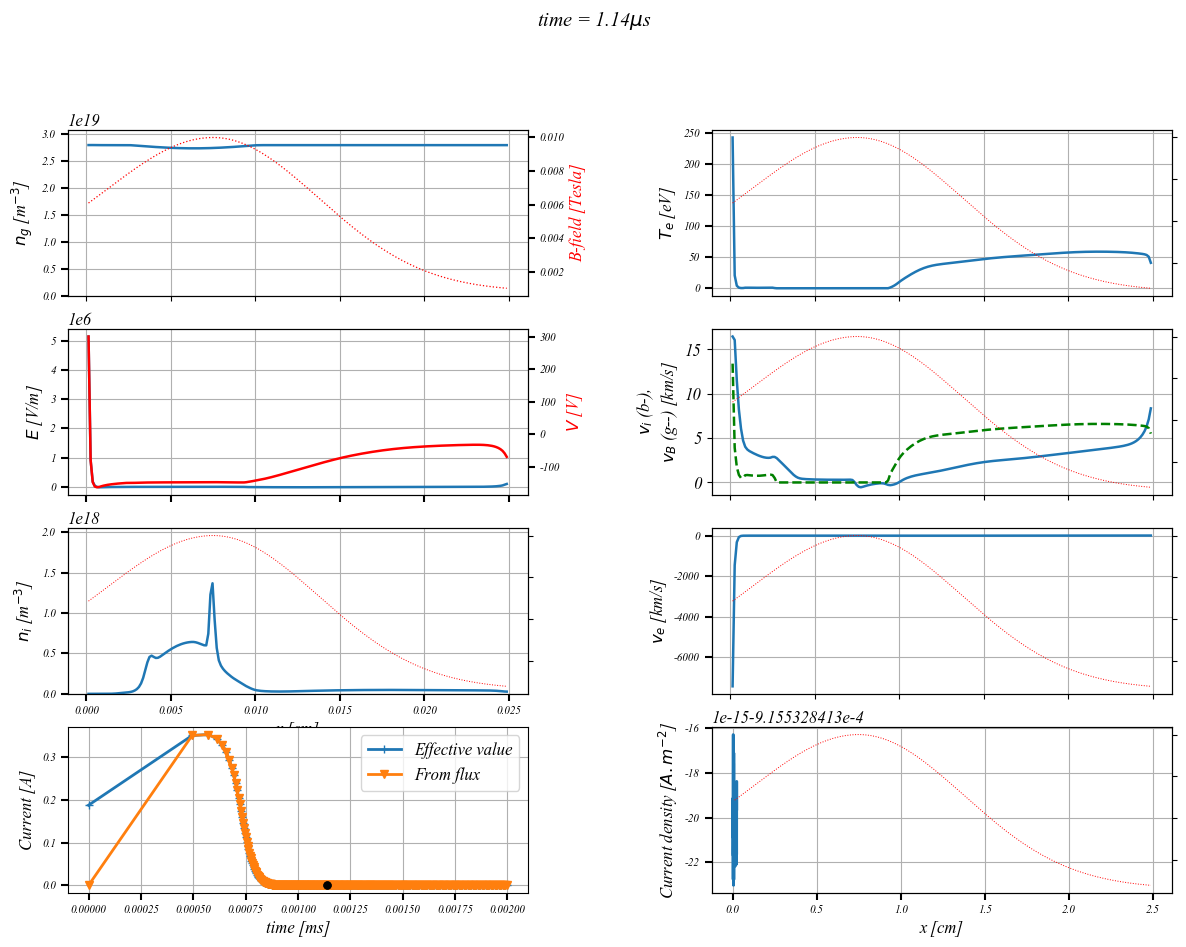 time = 1.14μs
1e19
3.0
2.5
2.0
1.5
1.0
0.5
0.0
n_g [m^{-3}]
0.010
0.008
0.006
0.004
0.002
B-field [Tesla]
250
200
150
100
50
0
T_e [eV]
1e6
5
4
3
2
1
0
E [V/m]
300
200
100
0
-100
V [V]
15
10
5
0
v_i (b-),
v_B (g--) [km/s]
1e18
2.0
1.5
1.0
0.5
0.0
n_i [m^{-3}]
0.000 0.005 0.010 0.015 0.020 0.025
0
-2000
-4000
-6000
v_e [km/s]
0.3
0.2
0.1
0.0
Current [A]
Effective value
From flux
0.00000 0.00025 0.00050 0.00075 0.00100 0.00125 0.00150 0.00175 0.00200
time [ms]
1e-15-9.155328413e-4
-16
-18
-20
-22
Current density [A.m^{-2}]
0.0 0.5 1.0 1.5 2.0 2.5
x [cm]